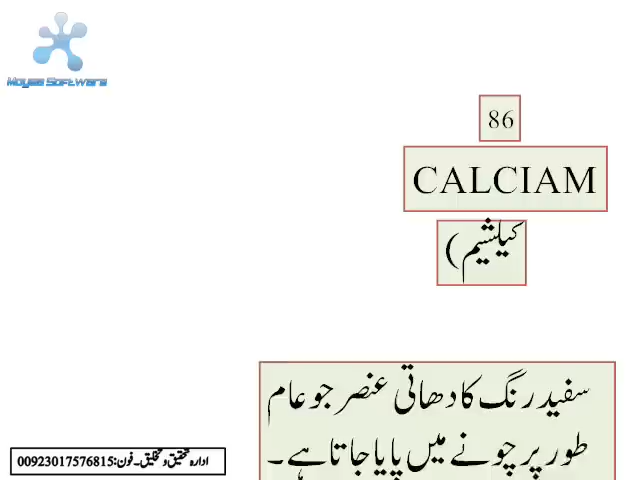 Moyea Software
86
CALCIAM
کیلشیم)
سفید رنگ کا دھاتی عنصر جو عام
طور پر چونے میں پایا جاتا ہے۔
ادارہ تحقیق و تخلیق۔ فون: 00923017576815